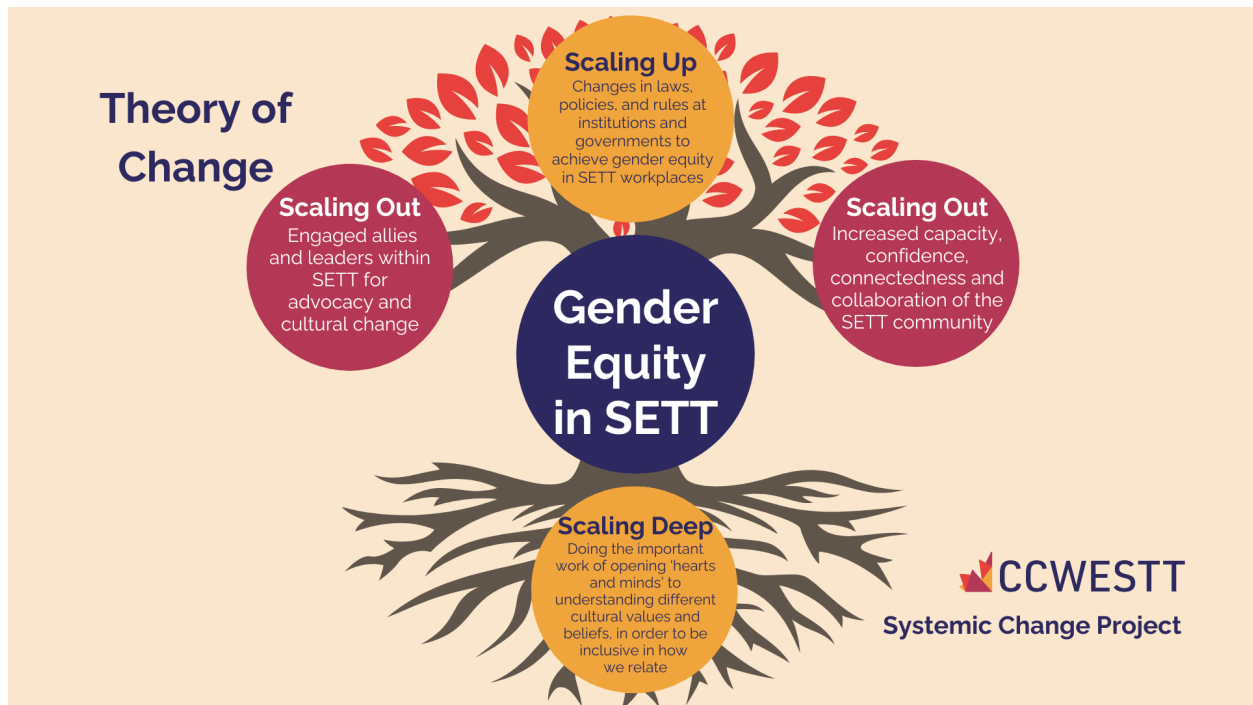 Theory of
Change
Scaling Up
Changes in laws,
policies, and rules at
institutions and
governments to
achieve gender equity
in SETT workplaces
Scaling Out
Engaged allies
and leaders within
SETT for
advocacy and
cultural change
Scaling Out
Increased capacity,
confidence,
connectedness and
collaboration of the
SETT community
Gender
Equity
in SETT
Scaling Deep
Doing the important
work of opening 'hearts
and minds' to
understanding different
cultural values and
beliefs, in order to be
inclusive in how
we relate
CCWESTT
Systemic Change Project